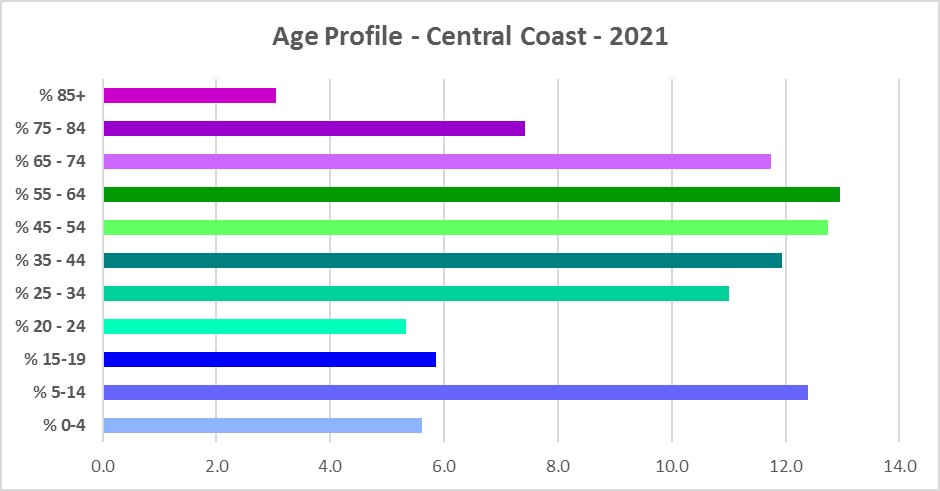 Age Profile - Central Coast - 2021
% 85+
% 75 - 84
% 65 - 74
% 55 - 64
% 45 - 54
% 35 - 44
% 25 - 34
% 20 - 24
% 15-19
% 5-14
% 0-4
0.0 2.0 4.0 6.0 8.0 10.0 12.0 14.0